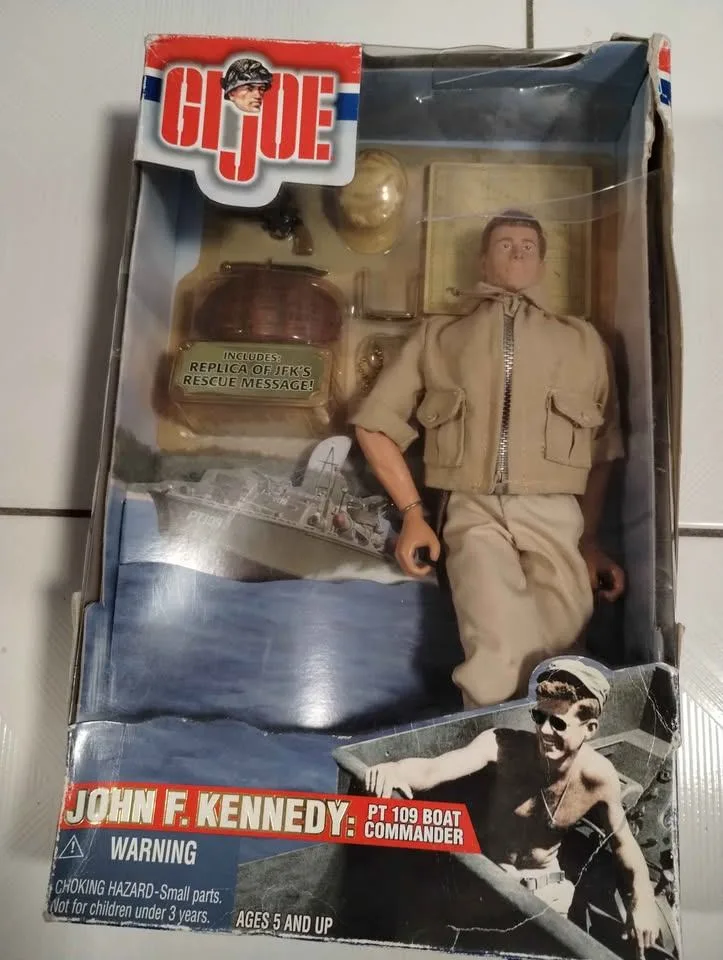 GI JOE
INCLUDES:
REPLICA OF JFK'S
RESCUE MESSAGE!
PT109
JOHN F. KENNEDY:
PT 109 BOAT
COMMANDER
WARNING
CHOKING HAZARD-Small parts.
Not for children under 3 years.
AGES 5 AND UP